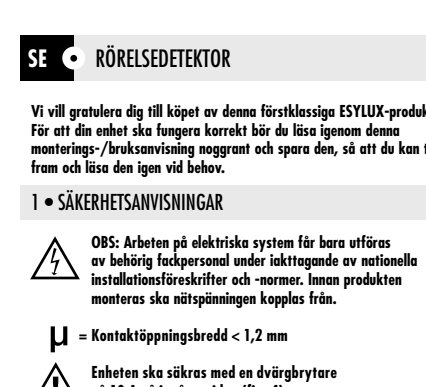 SE RÖRELSEDETEKTOR
Vi vill gratulera dig till köpet av denna förstklassiga ESYLUX-produk
För att din enhet ska fungera korrekt bör du läsa igenom denna
monterings-/bruksanvisning noggrant och spara den, så att du kan
fram och läsa den igen vid behov.
1 • SÄKERHETSANVISNINGAR
OBS: Arbeten på elektriska system får bara utföras
av behörig fackpersonal under iakttagande av nationella
installationsföreskrifter och -normer. Innan produkten
monteras ska nätspänningen kopplas från.
µ = Kontaktöppningsbredd < 1,2 mm
Enheten ska säkras med en dvärgbrytare